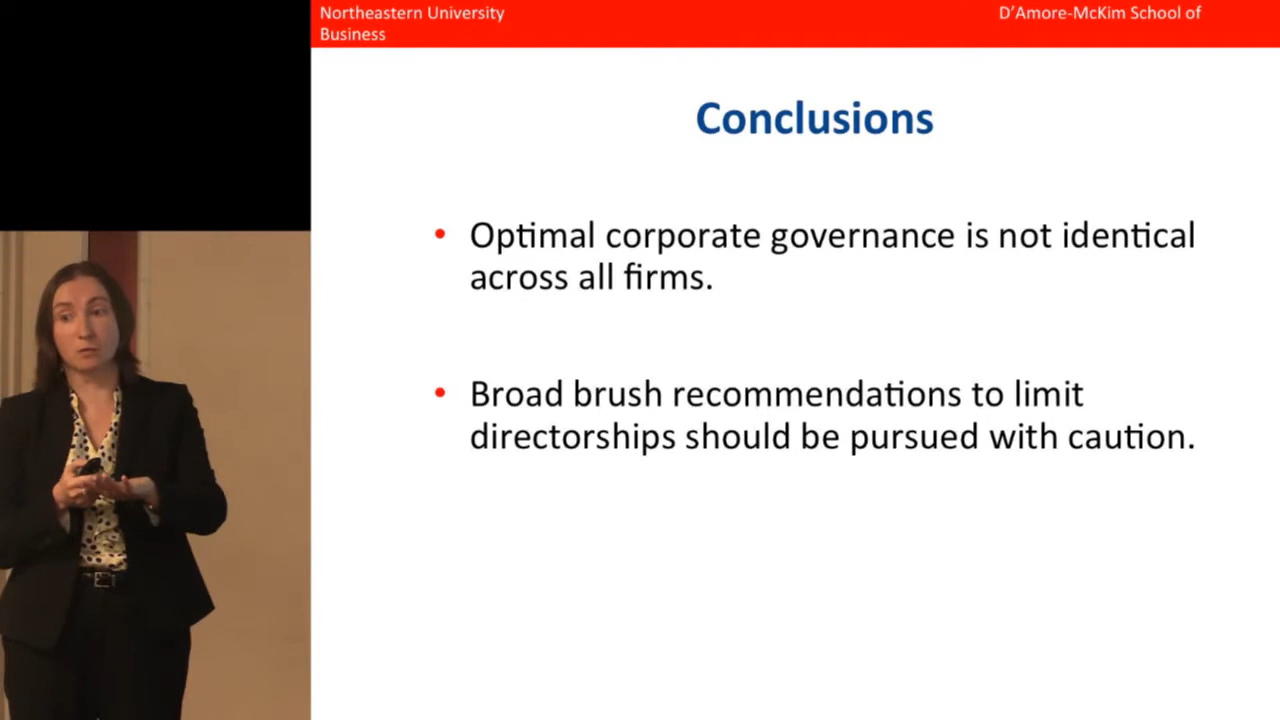 Northeastern University
D’Amore-McKim School of
Business
Conclusions
• Optimal corporate governance is not identical
across all firms.
• Broad brush recommendations to limit
directorships should be pursued with caution.